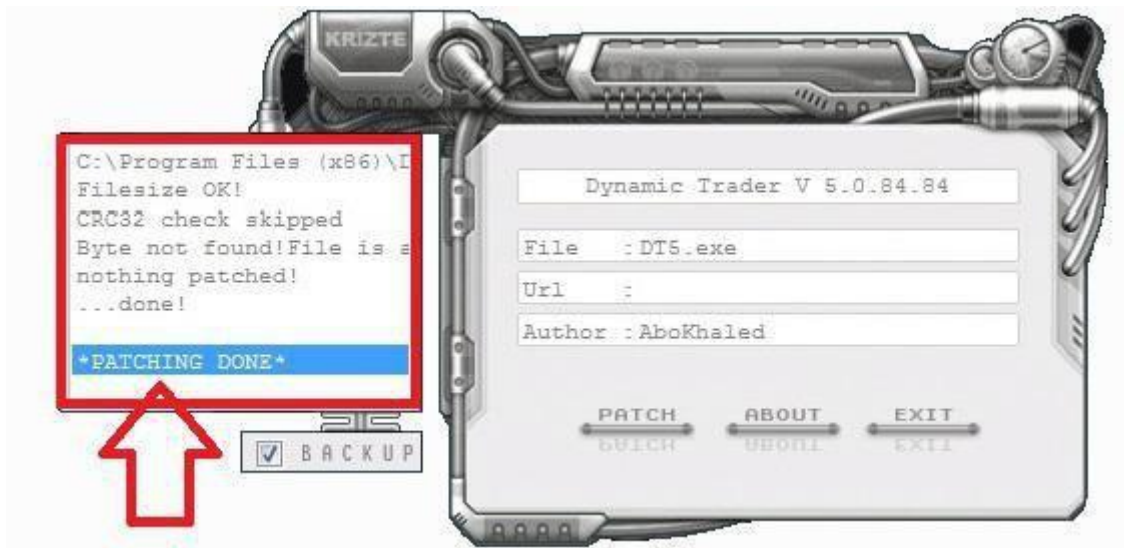 KRIZTE
C:\Program Files (x86)\D
Filesize OK!
CRC32 check skipped
Byte not found!File is a
nothing patched!
...done!
*PATCHING DONE*
BACKUP
Dynamic Trader V 5.0.84.84
File :DT5.exe
Url :
Author :AboKhaled
PATCH ABOUT EXIT